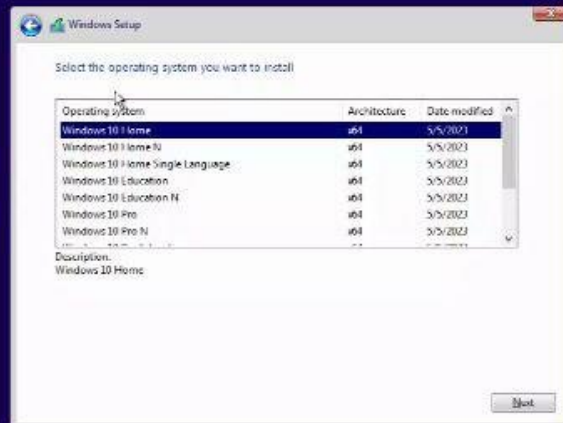 Windows Setup
Select the operating system you want to install
Operating system Architecture Date modified
Windows 10 Home x64 5/5/2023
Windows 10 Home N x64 5/5/2023
Windows 10 Home Single Language x64 5/5/2023
Windows 10 Education x64 5/5/2023
Windows 10 Education N x64 5/5/2023
Windows 10 Pro x64 5/5/2023
Windows 10 Pro N x64 5/5/2023
Description:
Windows 10 Home
Next